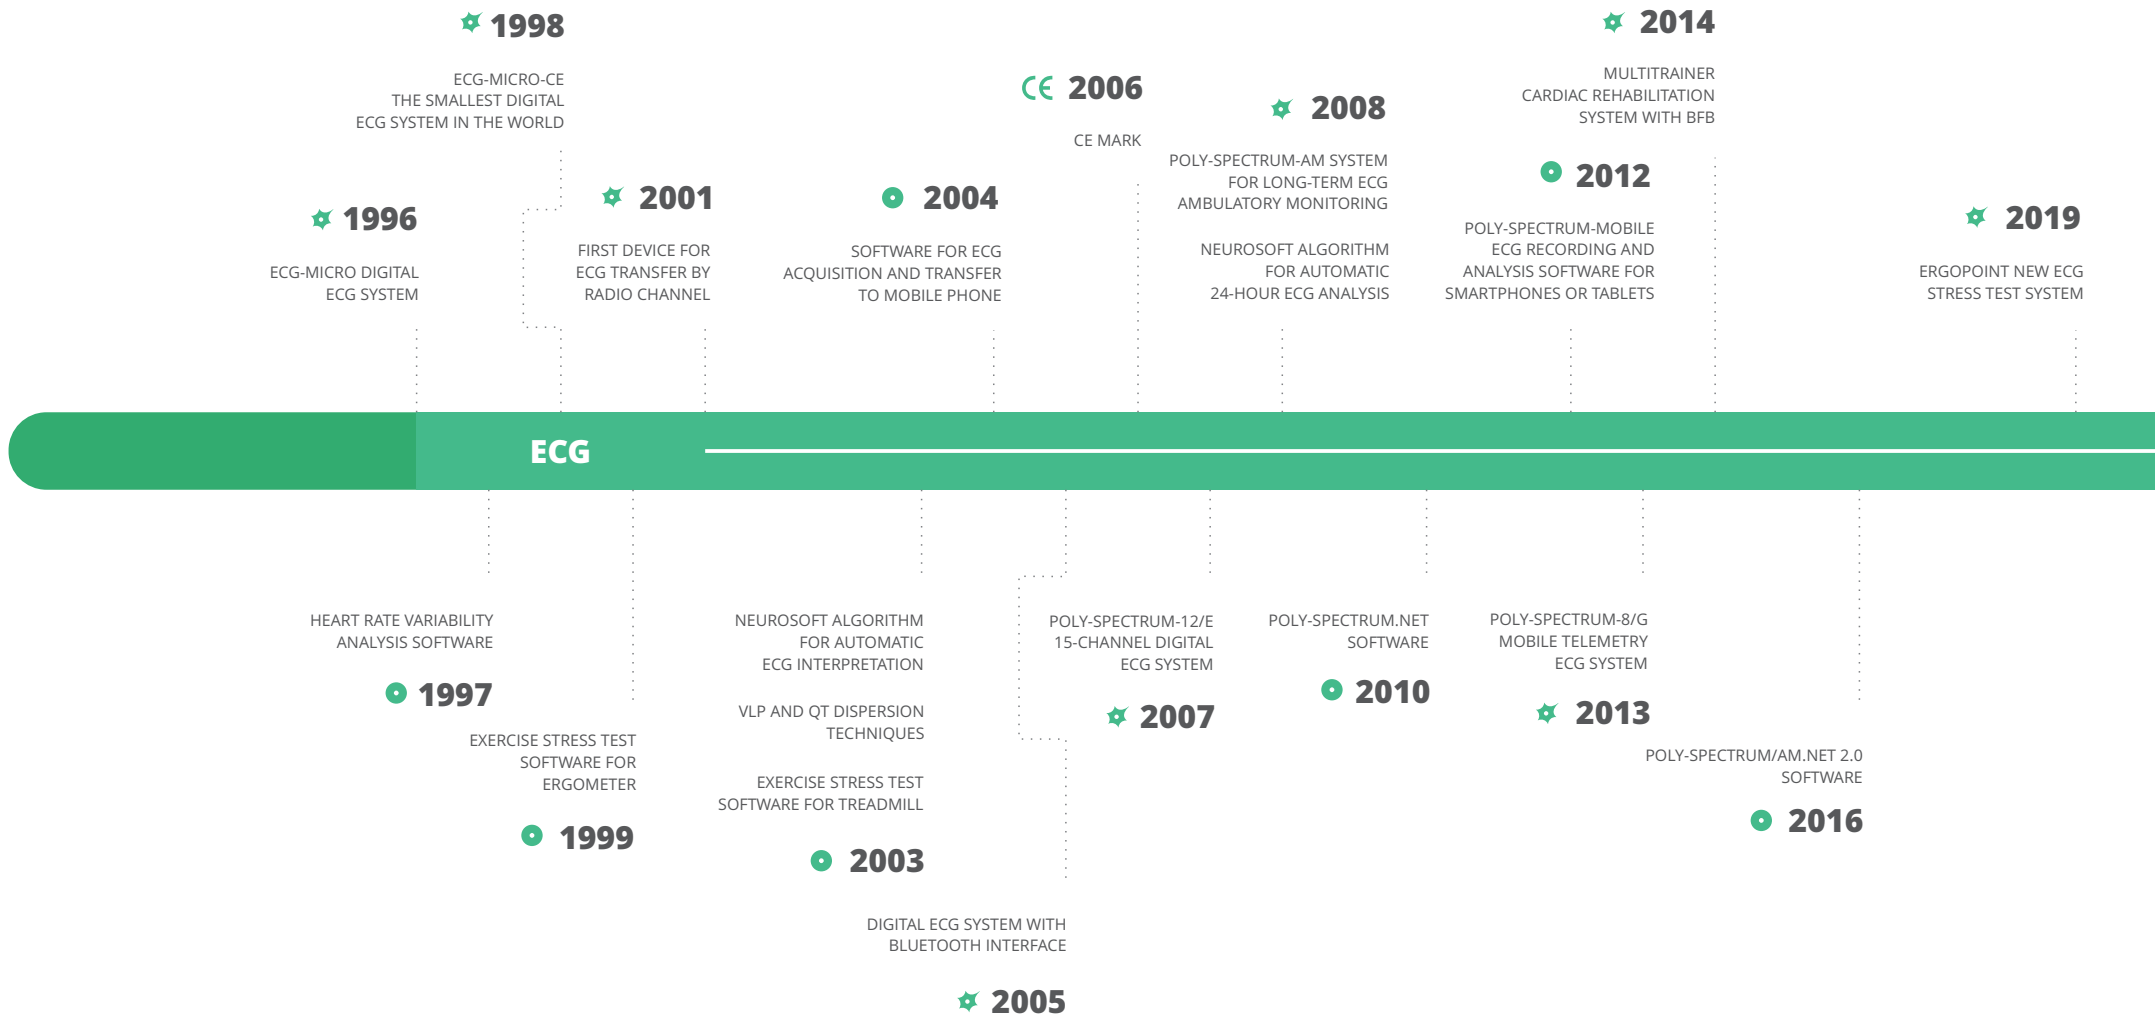 1998
ECG-MICRO-CE
THE SMALLEST DIGITAL
ECG SYSTEM IN THE WORLD
1996
ECG-MICRO DIGITAL
ECG SYSTEM
2001
FIRST DEVICE FOR
ECG TRANSFER BY
RADIO CHANNEL
2004
SOFTWARE FOR ECG
ACQUISITION AND TRANSFER
TO MOBILE PHONE
CE 2006
CE MARK
2008
POLY-SPECTRUM-AM SYSTEM
FOR LONG-TERM ECG
AMBULATORY MONITORING
NEUROSOFT ALGORITHM
FOR AUTOMATIC
24-HOUR ECG ANALYSIS
2014
MULTITRAINER
CARDIAC REHABILITATION
SYSTEM WITH BFB
2012
POLY-SPECTRUM-MOBILE
ECG RECORDING AND
ANALYSIS SOFTWARE FOR
SMARTPHONES OR TABLETS
2019
ERGOPOINT NEW ECG
STRESS TEST SYSTEM
ECG
HEART RATE VARIABILITY
ANALYSIS SOFTWARE
1997
EXERCISE STRESS TEST
SOFTWARE FOR
ERGOMETER
1999
NEUROSOFT ALGORITHM
FOR AUTOMATIC
ECG INTERPRETATION
VLP AND QT DISPERSION
TECHNIQUES
EXERCISE STRESS TEST
SOFTWARE FOR TREADMILL
2003
DIGITAL ECG SYSTEM WITH
BLUETOOTH INTERFACE
2005
POLY-SPECTRUM-12/E
15-CHANNEL DIGITAL
ECG SYSTEM
2007
POLY-SPECTRUM.NET
SOFTWARE
2010
POLY-SPECTRUM-8/G
MOBILE TELEMETRY
ECG SYSTEM
2013
POLY-SPECTRUM/AM.NET 2.0
SOFTWARE
2016